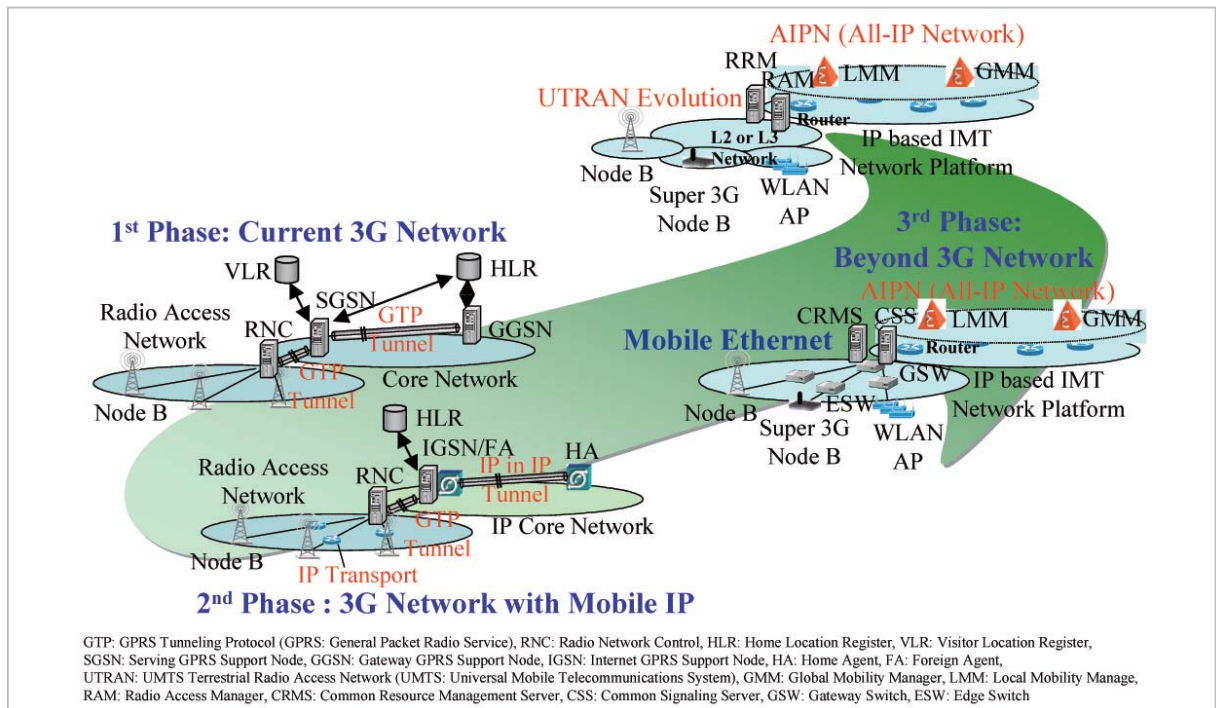 AIPN (All-IP Network)
RRM
RAM
LMM
GMM
UTRAN Evolution
Router
L2 or L3
Network
IP based IMT
Network Platform
Node B
Super 3G
Node B
WLAN
AP
1st Phase: Current 3G Network
3rd Phase:
Beyond 3G Network
VLR
HLR
SGSN
GTP
Tunnel
GGSN
Radio Access
Network
RNC
GTP
Tunnel
Core Network
Node B
AIPN (All-IP Network)
CRMS
CSS
LMM
GMM
Mobile Ethernet
Router
GSW
IP based IMT
Network Platform
Node B
ESW
Super 3G
Node B
WLAN
AP
HLR
IGSN/FA
HA
Radio Access
Network
RNC
IP in IP
Tunnel
GTP
Tunnel
IP Core Network
Node B
IP Transport
2nd Phase : 3G Network with Mobile IP
GTP: GPRS Tunneling Protocol (GPRS: General Packet Radio Service), RNC: Radio Network Control, HLR: Home Location Register, VLR: Visitor Location Register,
SGSN: Serving GPRS Support Node, GGSN: Gateway GPRS Support Node, IGSN: Internet GPRS Support Node, HA: Home Agent, FA: Foreign Agent,
UTRAN: UMTS Terrestrial Radio Access Network (UMTS: Universal Mobile Telecommunications System), GMM: Global Mobility Manager, LMM: Local Mobility Manage,
RAM: Radio Access Manager, CRMS: Common Resource Management Server, CSS: Common Signaling Server, GSW: Gateway Switch, ESW: Edge Switch